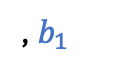 , b₁